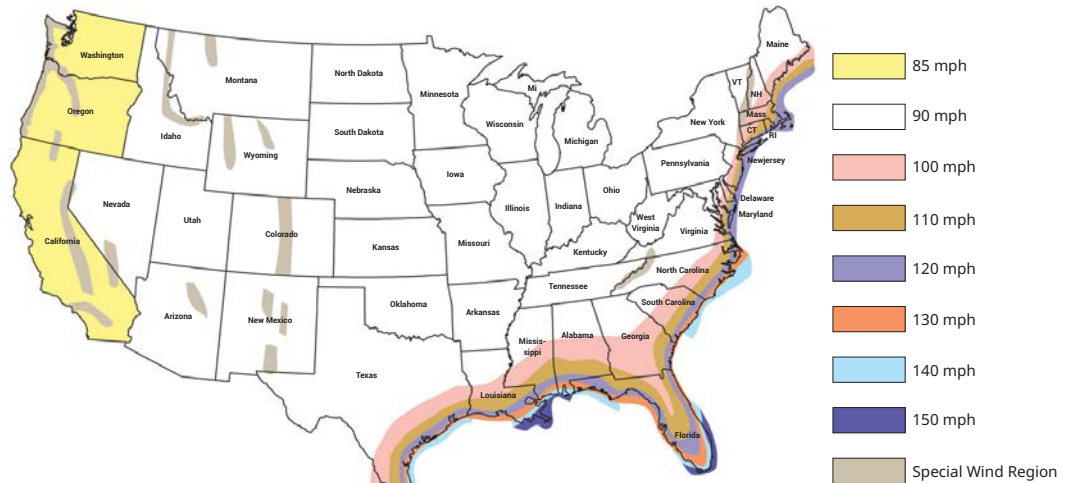 Washington
Oregon
California
Nevada
Idaho
Montana
Wyoming
Utah
Colorado
Arizona
New Mexico
North Dakota
South Dakota
Nebraska
Kansas
Oklahoma
Texas
Minnesota
Iowa
Missouri
Arkansas
Louisiana
Wisconsin
Mi
Michigan
Illinois
Indiana
Ohio
Kentucky
Tennessee
Missis-
sippi
Alabama
Georgia
Florida
South Carolina
North Carolina
Virginia
West
Virginia
Pennsylvania
New York
VT
NH
Maine
Mass
CT
RI
Newjersey
Delaware
Maryland
85 mph
90 mph
100 mph
110 mph
120 mph
130 mph
140 mph
150 mph
Special Wind Region